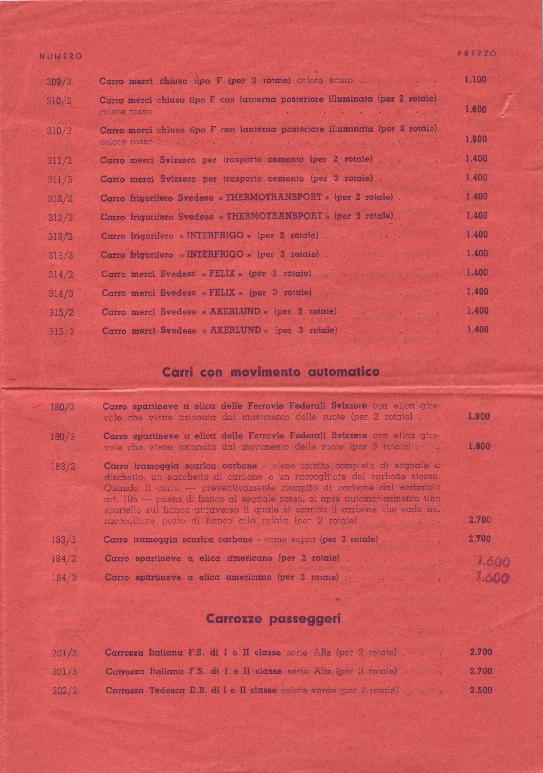 NUMERO PREZZO
309/3 Carro merci chiuso tipo F (per 3 rotaie) colore scuro 1.100
310/2 Carro merci chiuso tipo F con lanterna posteriore illuminata (per 2 rotaie)
colore rosso 1.800
310/3 Carro merci chiuso tipo F con lanterna posteriore illuminata (per 3 rotaie)
colore rosso 1.800
311/2 Carro merci Svizzero per trasporto cemento (per 2 rotaie) 1.400
311/3 Carro merci Svizzero per trasporto cemento (per 3 rotaie) 1.400
312/2 Carro frigorifero Svedese « THERMOTRANSPORT » (per 2 rotaie) 1.400
312/3 Carro frigorifero Svedese « THERMOTRANSPORT » (per 3 rotaie) 1.400
313/2 Carro frigorifero « INTERFRIGO » (per 2 rotaie) 1.400
313/3 Carro frigorifero « INTERFRIGO » (per 3 rotaie) 1.400
314/2 Carro merci Svedese « FELIX » (per 2 rotaie) 1.400
314/3 Carro merci Svedese « FELIX » (per 3 rotaie) 1.400
315/2 Carro merci Svedese « AKERLUND » (per 2 rotaie) 1.400
315/3 Carro merci Svedese « AKERLUND » (per 3 rotaie) 1.400
Carri con movimento automatico
180/2 Carro spartineve a elica delle Ferrovie Federali Svizzere con elica gire-
vole che viene azionata dal movimento delle ruote (per 2 rotaie) 1.900
180/3 Carro spartineve a elica delle Ferrovie Federali Svizzere con elica gire-
vole che viene azionata dal movimento delle ruote (per 3 rotaie) 1.900
183/2 Carro tramoggia scarica carbone - viene fornito completo di segnale a
dischetto, un sacchetto di carbone e un raccoglitore del carbone stesso.
Quando il carro — preventivamente riempito di carbone dal serbatoio
art. 186 — passa di fianco al segnale rosso, si apre automaticamente uno
sportello sul fianco attraverso il quale si scarica il carbone che cade nel
raccoglitore posto di fianco alla rotaia (per 2 rotaie) 2.700
183/3 Carro tramoggia scarica carbone - come sopra (per 3 rotaie) 2.700
184/2 Carro spartineve a elica americano (per 2 rotaie) 1.600
184/3 Carro spartineve a elica americano (per 3 rotaie) 1.600
Carrozze passeggeri
201/2 Carrozza Italiana F.S. di I e II classe serie ABz (per 2 rotaie) 2.700
201/3 Carrozza Italiana F.S. di I e II classe serie ABz (per 3 rotaie) 2.700
202/2 Carrozza Tedesca D.B. di I e II classe colore verde (per 2 rotaie) 2.500